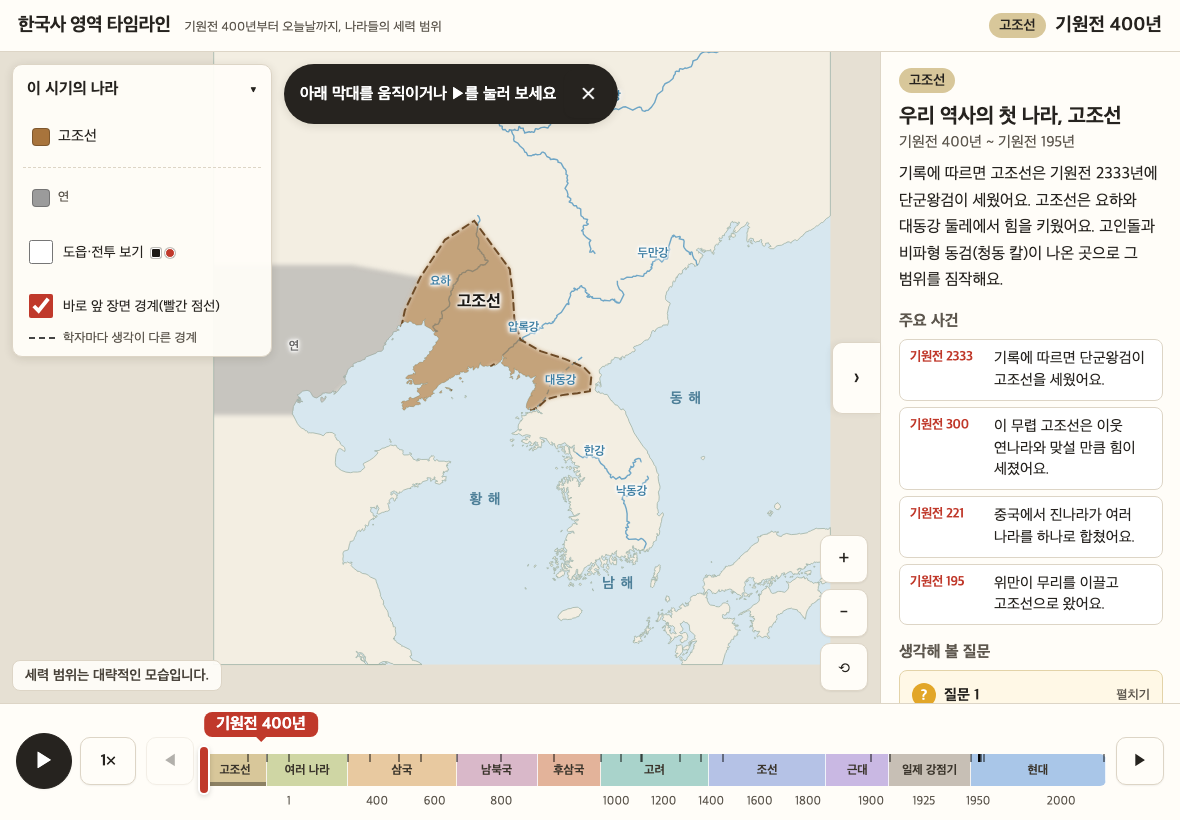 한국사 영역 타임라인
기원전 400년부터 오늘날까지, 나라들의 세력 범위
고조선
기원전 400년
이 시기의 나라
▾
고조선
연
도읍·전투 보기
바로 앞 장면 경계(빨간 점선)
학자마다 생각이 다른 경계
아래 막대를 움직이거나 ▶를 눌러 보세요
✕
두만강
요하
고조선
압록강
연
대동강
동 해
한강
낙동강
황 해
남 해
›
+
−
⟲
세력 범위는 대략적인 모습입니다.
고조선
우리 역사의 첫 나라, 고조선
기원전 400년 ~ 기원전 195년
기록에 따르면 고조선은 기원전 2333년에
단군왕검이 세웠어요. 고조선은 요하와
대동강 둘레에서 힘을 키웠어요. 고인돌과
비파형 동검(청동 칼)이 나온 곳으로 그
범위를 짐작해요.
주요 사건
기원전 2333
기록에 따르면 단군왕검이
고조선을 세웠어요.
기원전 300
이 무렵 고조선은 이웃
연나라와 맞설 만큼 힘이
세졌어요.
기원전 221
중국에서 진나라가 여러
나라를 하나로 합쳤어요.
기원전 195
위만이 무리를 이끌고
고조선으로 왔어요.
생각해 볼 질문
?
질문 1
펼치기
기원전 400년
▶
1×
◀
고조선
여러 나라
삼국
남북국
후삼국
고려
조선
근대
일제 강점기
현대
▶
1
400
600
800
1000
1200
1400
1600
1800
1900
1925
1950
2000